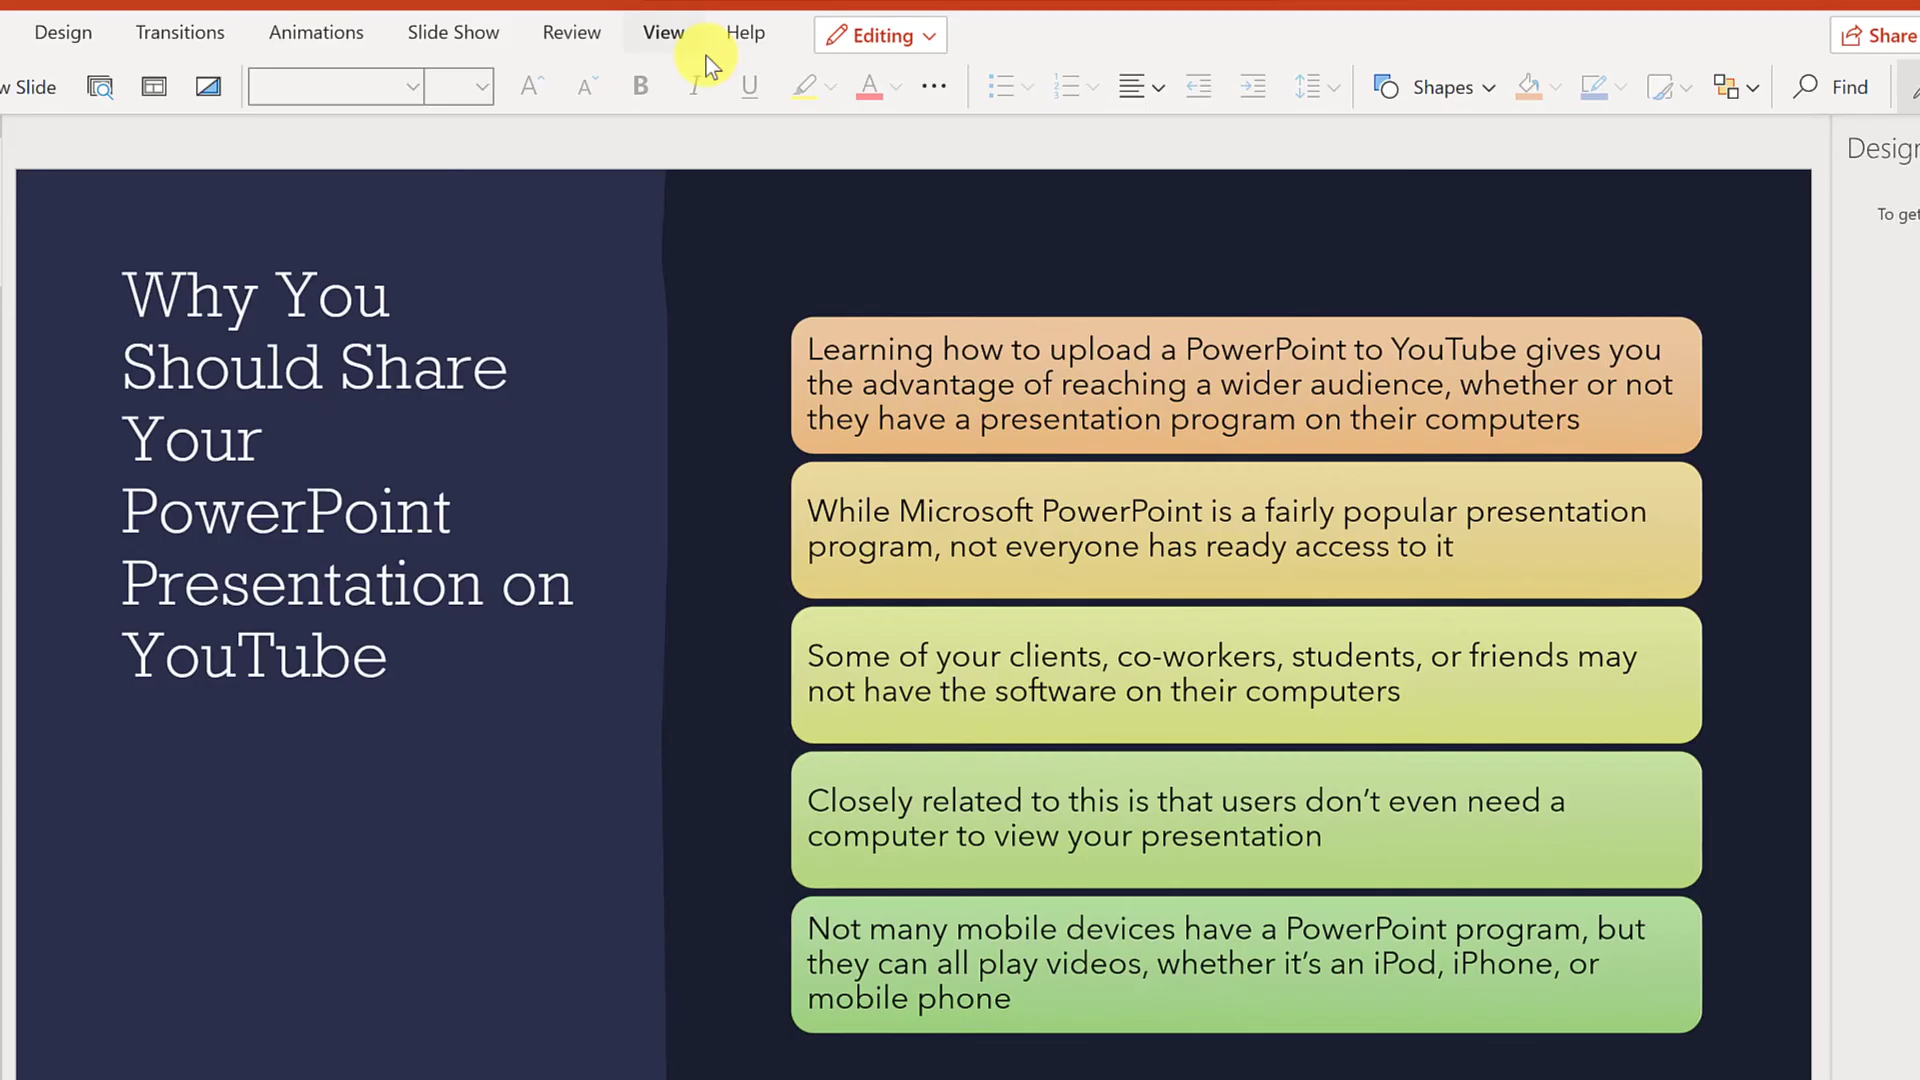 Design Transitions Animations Slide Show Review View Help Editing Share
w Slide B I U A Shapes Find
Design
To get
Why You
Should Share
Your
PowerPoint
Presentation on
YouTube
Learning how to upload a PowerPoint to YouTube gives you
the advantage of reaching a wider audience, whether or not
they have a presentation program on their computers
While Microsoft PowerPoint is a fairly popular presentation
program, not everyone has ready access to it
Some of your clients, co-workers, students, or friends may
not have the software on their computers
Closely related to this is that users don’t even need a
computer to view your presentation
Not many mobile devices have a PowerPoint program, but
they can all play videos, whether it’s an iPod, iPhone, or
mobile phone